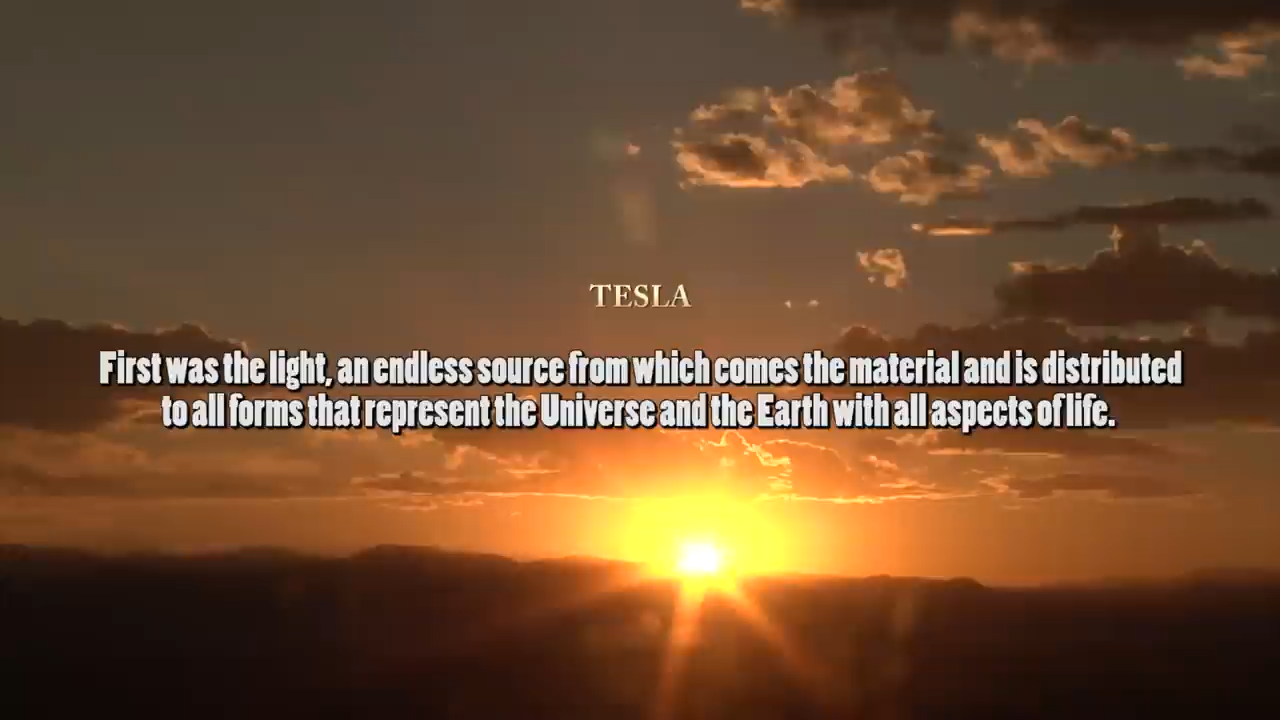 TESLA
First was the light, an endless source from which comes the material and is distributed
to all forms that represent the Universe and the Earth with all aspects of life.